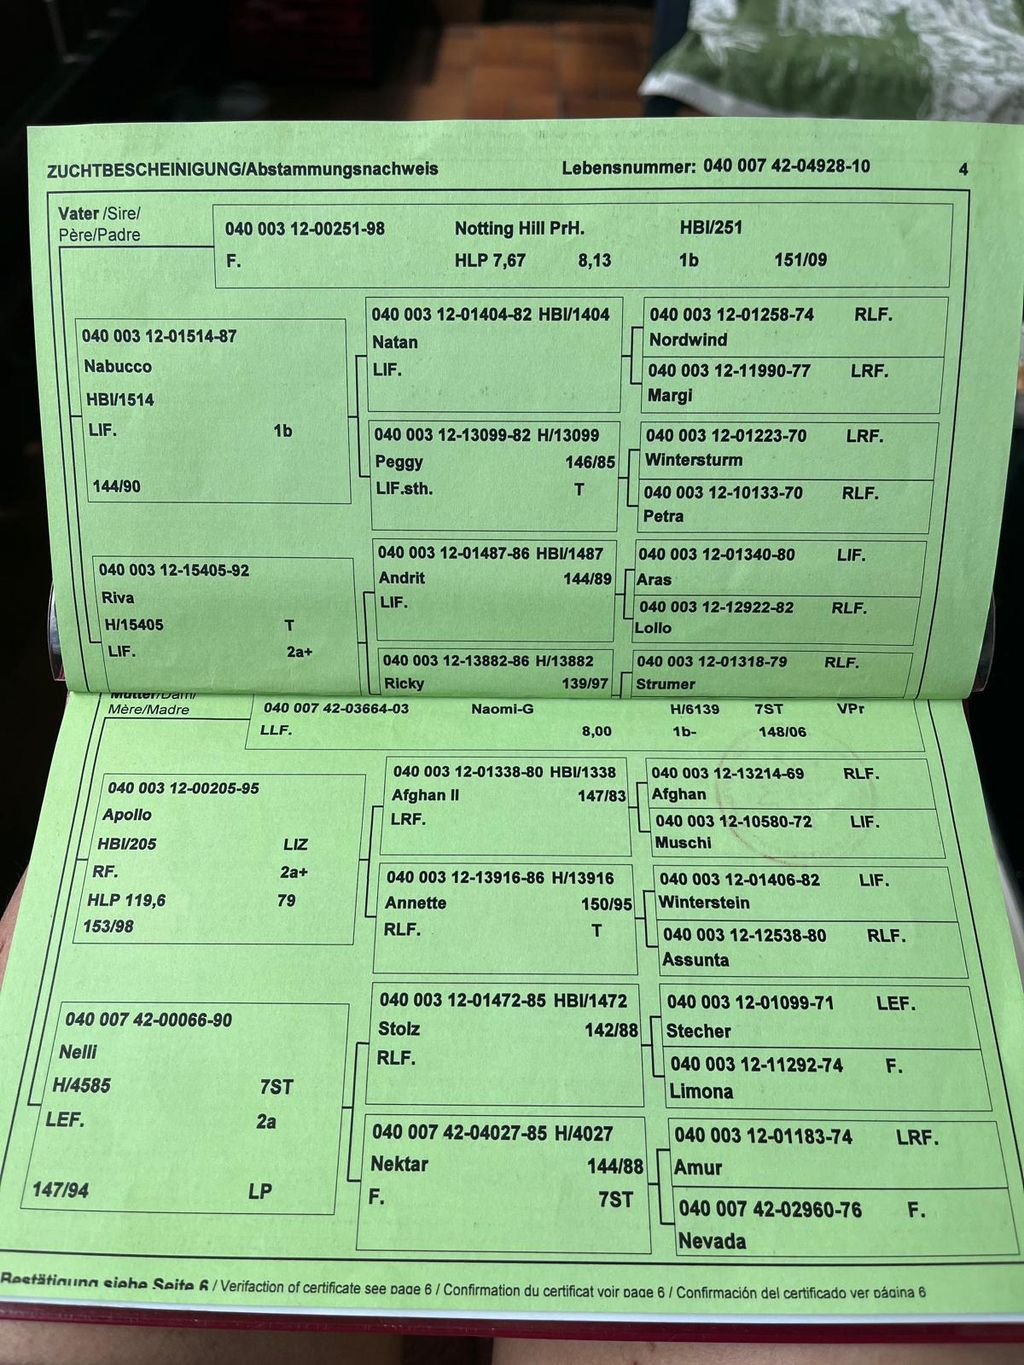 ZUCHTBESCHEINIGUNG/Abstammungsnachweis Lebensnummer: 040 007 42-04928-10 4
Vater /Sire/
Père/Padre
040 003 12-00251-98 Notting Hill PrH. HBI/251
F. HLP 7,67 8,13 1b 151/09
040 003 12-01514-87
Nabucco
HBI/1514
LIF. 1b
144/90
040 003 12-01404-82 HBI/1404
Natan
LIF.
040 003 12-01258-74 RLF.
Nordwind
040 003 12-11990-77 LRF.
Margi
040 003 12-13099-82 H/13099
Peggy 146/85
LIF.sth. T
040 003 12-01223-70 LRF.
Wintersturm
040 003 12-10133-70 RLF.
Petra
040 003 12-15405-92
Riva
H/15405 T
LIF. 2a+
040 003 12-01487-86 HBI/1487
Andrit 144/89
LIF.
040 003 12-01340-80 LIF.
Aras
040 003 12-12922-82 RLF.
Lollo
040 003 12-13882-86 H/13882
Ricky 139/97
040 003 12-01318-79 RLF.
Strumer
Mutter/Dam/
Mère/Madre
040 007 42-03664-03 Naomi-G H/6139 7ST VPr
LLF. 8,00 1b- 148/06
040 003 12-00205-95
Apollo
HBI/205 LIZ
RF. 2a+
HLP 119,6 79
153/98
040 003 12-01338-80 HBI/1338
Afghan II 147/83
LRF.
040 003 12-13214-69 RLF.
Afghan
040 003 12-10580-72 LIF.
Muschi
040 003 12-13916-86 H/13916
Annette 150/95
RLF. T
040 003 12-01406-82 LIF.
Winterstein
040 003 12-12538-80 RLF.
Assunta
040 007 42-00066-90
Nelli
H/4585 7ST
LEF. 2a
147/94 LP
040 003 12-01472-85 HBI/1472
Stolz 142/88
RLF.
040 003 12-01099-71 LEF.
Stecher
040 003 12-11292-74 F.
Limona
040 007 42-04027-85 H/4027
Nektar 144/88
F. 7ST
040 003 12-01183-74 LRF.
Amur
040 007 42-02960-76 F.
Nevada
Bestätigung siehe Seite 6 / Verifaction of certificate see page 6 / Confirmation du certificat voir page 6 / Confirmación del certificado ver página 6